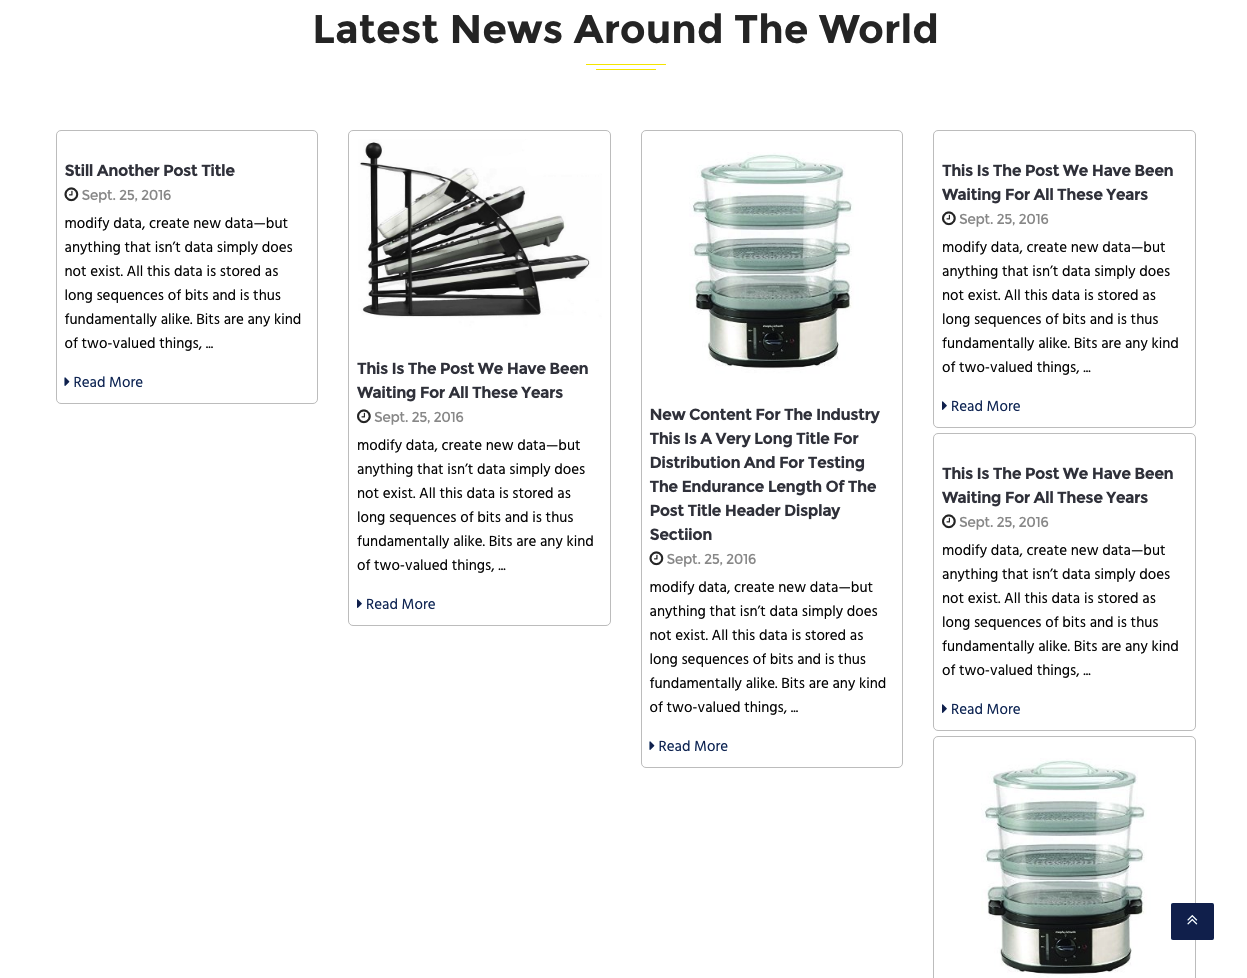 Latest News Around The World
Still Another Post Title
Sept. 25, 2016
modify data, create new data—but
anything that isn’t data simply does
not exist. All this data is stored as
long sequences of bits and is thus
fundamentally alike. Bits are any kind
of two-valued things, ...
Read More
This Is The Post We Have Been
Waiting For All These Years
Sept. 25, 2016
modify data, create new data—but
anything that isn’t data simply does
not exist. All this data is stored as
long sequences of bits and is thus
fundamentally alike. Bits are any kind
of two-valued things, ...
Read More
New Content For The Industry
This Is A Very Long Title For
Distribution And For Testing
The Endurance Length Of The
Post Title Header Display
Sectiion
Sept. 25, 2016
modify data, create new data—but
anything that isn’t data simply does
not exist. All this data is stored as
long sequences of bits and is thus
fundamentally alike. Bits are any kind
of two-valued things, ...
Read More
This Is The Post We Have Been
Waiting For All These Years
Sept. 25, 2016
modify data, create new data—but
anything that isn’t data simply does
not exist. All this data is stored as
long sequences of bits and is thus
fundamentally alike. Bits are any kind
of two-valued things, ...
Read More
This Is The Post We Have Been
Waiting For All These Years
Sept. 25, 2016
modify data, create new data—but
anything that isn’t data simply does
not exist. All this data is stored as
long sequences of bits and is thus
fundamentally alike. Bits are any kind
of two-valued things, ...
Read More